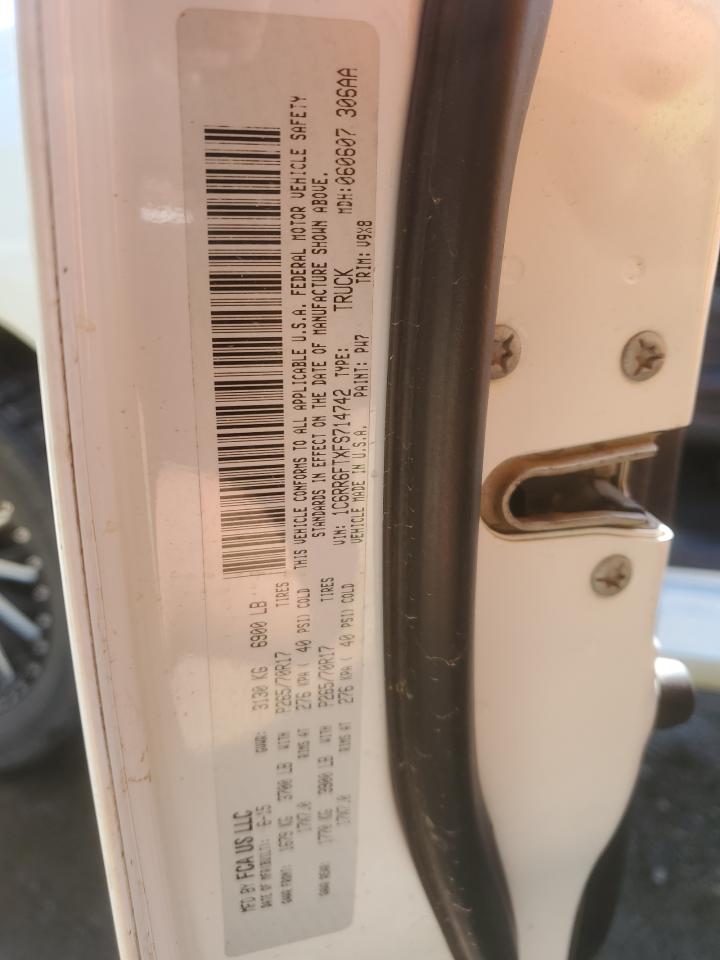 MFD BY FCA US LLC
DATE OF MFR(BUILT): 6-15 GVWR: 3130 KG 6900 LB
GAWR FRONT: 1675 KG 3700 LB WITH P265/70R17 TIRES
17X7.0 RIMS AT 276 KPA ( 40 PSI) COLD
GAWR REAR: 1770 KG 3900 LB WITH P265/70R17 TIRES
17X7.0 RIMS AT 276 KPA ( 40 PSI) COLD
THIS VEHICLE CONFORMS TO ALL APPLICABLE U.S.A. FEDERAL MOTOR VEHICLE SAFETY
STANDARDS IN EFFECT ON THE DATE OF MANUFACTURE SHOWN ABOVE.
VIN: 1C6RR6FTXFS714742 TYPE: TRUCK MDH: 060607 306AA
VEHICLE MADE IN U.S.A. PAINT: PW7 TRIM: V9X8